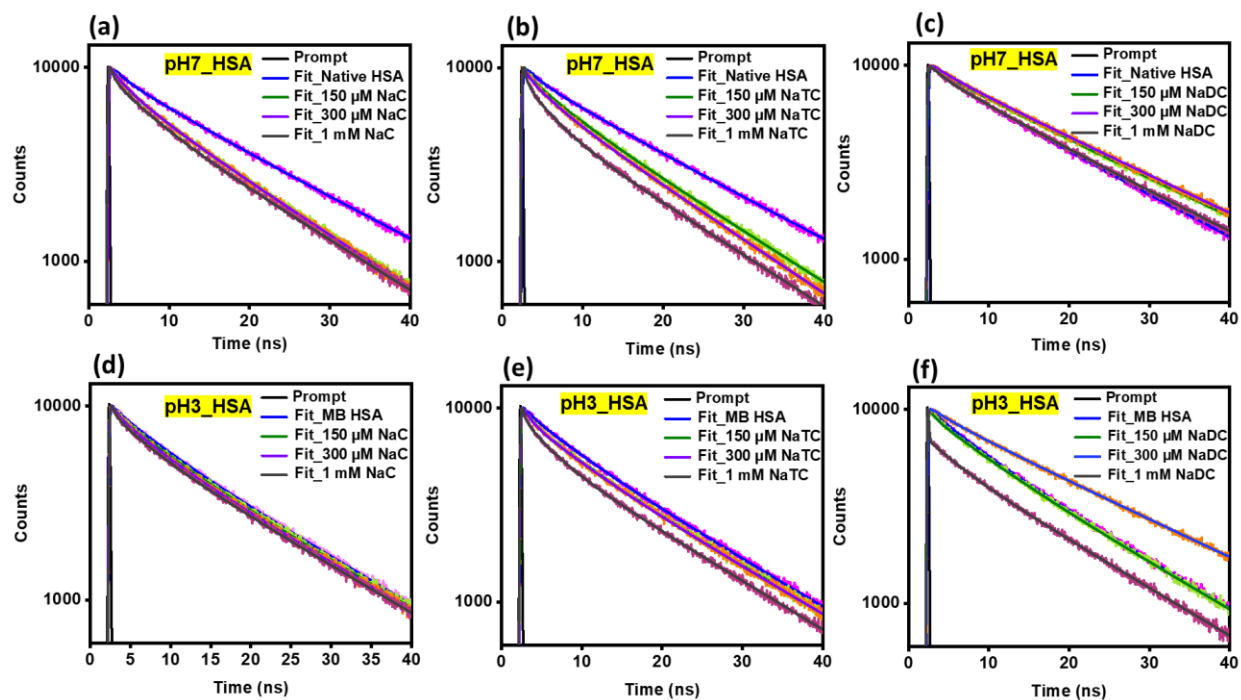 (a)
pH7_HSA
Prompt
Fit_Native HSA
Fit_150 µM NaC
Fit_300 µM NaC
Fit_1 mM NaC
Counts
10000
1000
0 10 20 30 40
Time (ns)
(b)
pH7_HSA
Prompt
Fit_Native HSA
Fit_150 µM NaTC
Fit_300 µM NaTC
Fit_1 mM NaTC
Counts
10000
1000
0 10 20 30 40
Time (ns)
(c)
pH7_HSA
Prompt
Fit_Native HSA
Fit_150 µM NaDC
Fit_300 µM NaDC
Fit_1 mM NaDC
Counts
10000
1000
0 10 20 30 40
Time (ns)
(d)
pH3_HSA
Prompt
Fit_MB HSA
Fit_150 µM NaC
Fit_300 µM NaC
Fit_1 mM NaC
Counts
10000
1000
0 5 10 15 20 25 30 35 40
Time (ns)
(e)
pH3_HSA
Prompt
Fit_MB HSA
Fit_150 µM NaTC
Fit_300 µM NaTC
Fit_1 mM NaTC
Counts
10000
1000
0 10 20 30 40
Time (ns)
(f)
pH3_HSA
Prompt
Fit_MB HSA
Fit_150 µM NaDC
Fit_300 µM NaDC
Fit_1 mM NaDC
Counts
10000
1000
0 10 20 30 40
Time (ns)